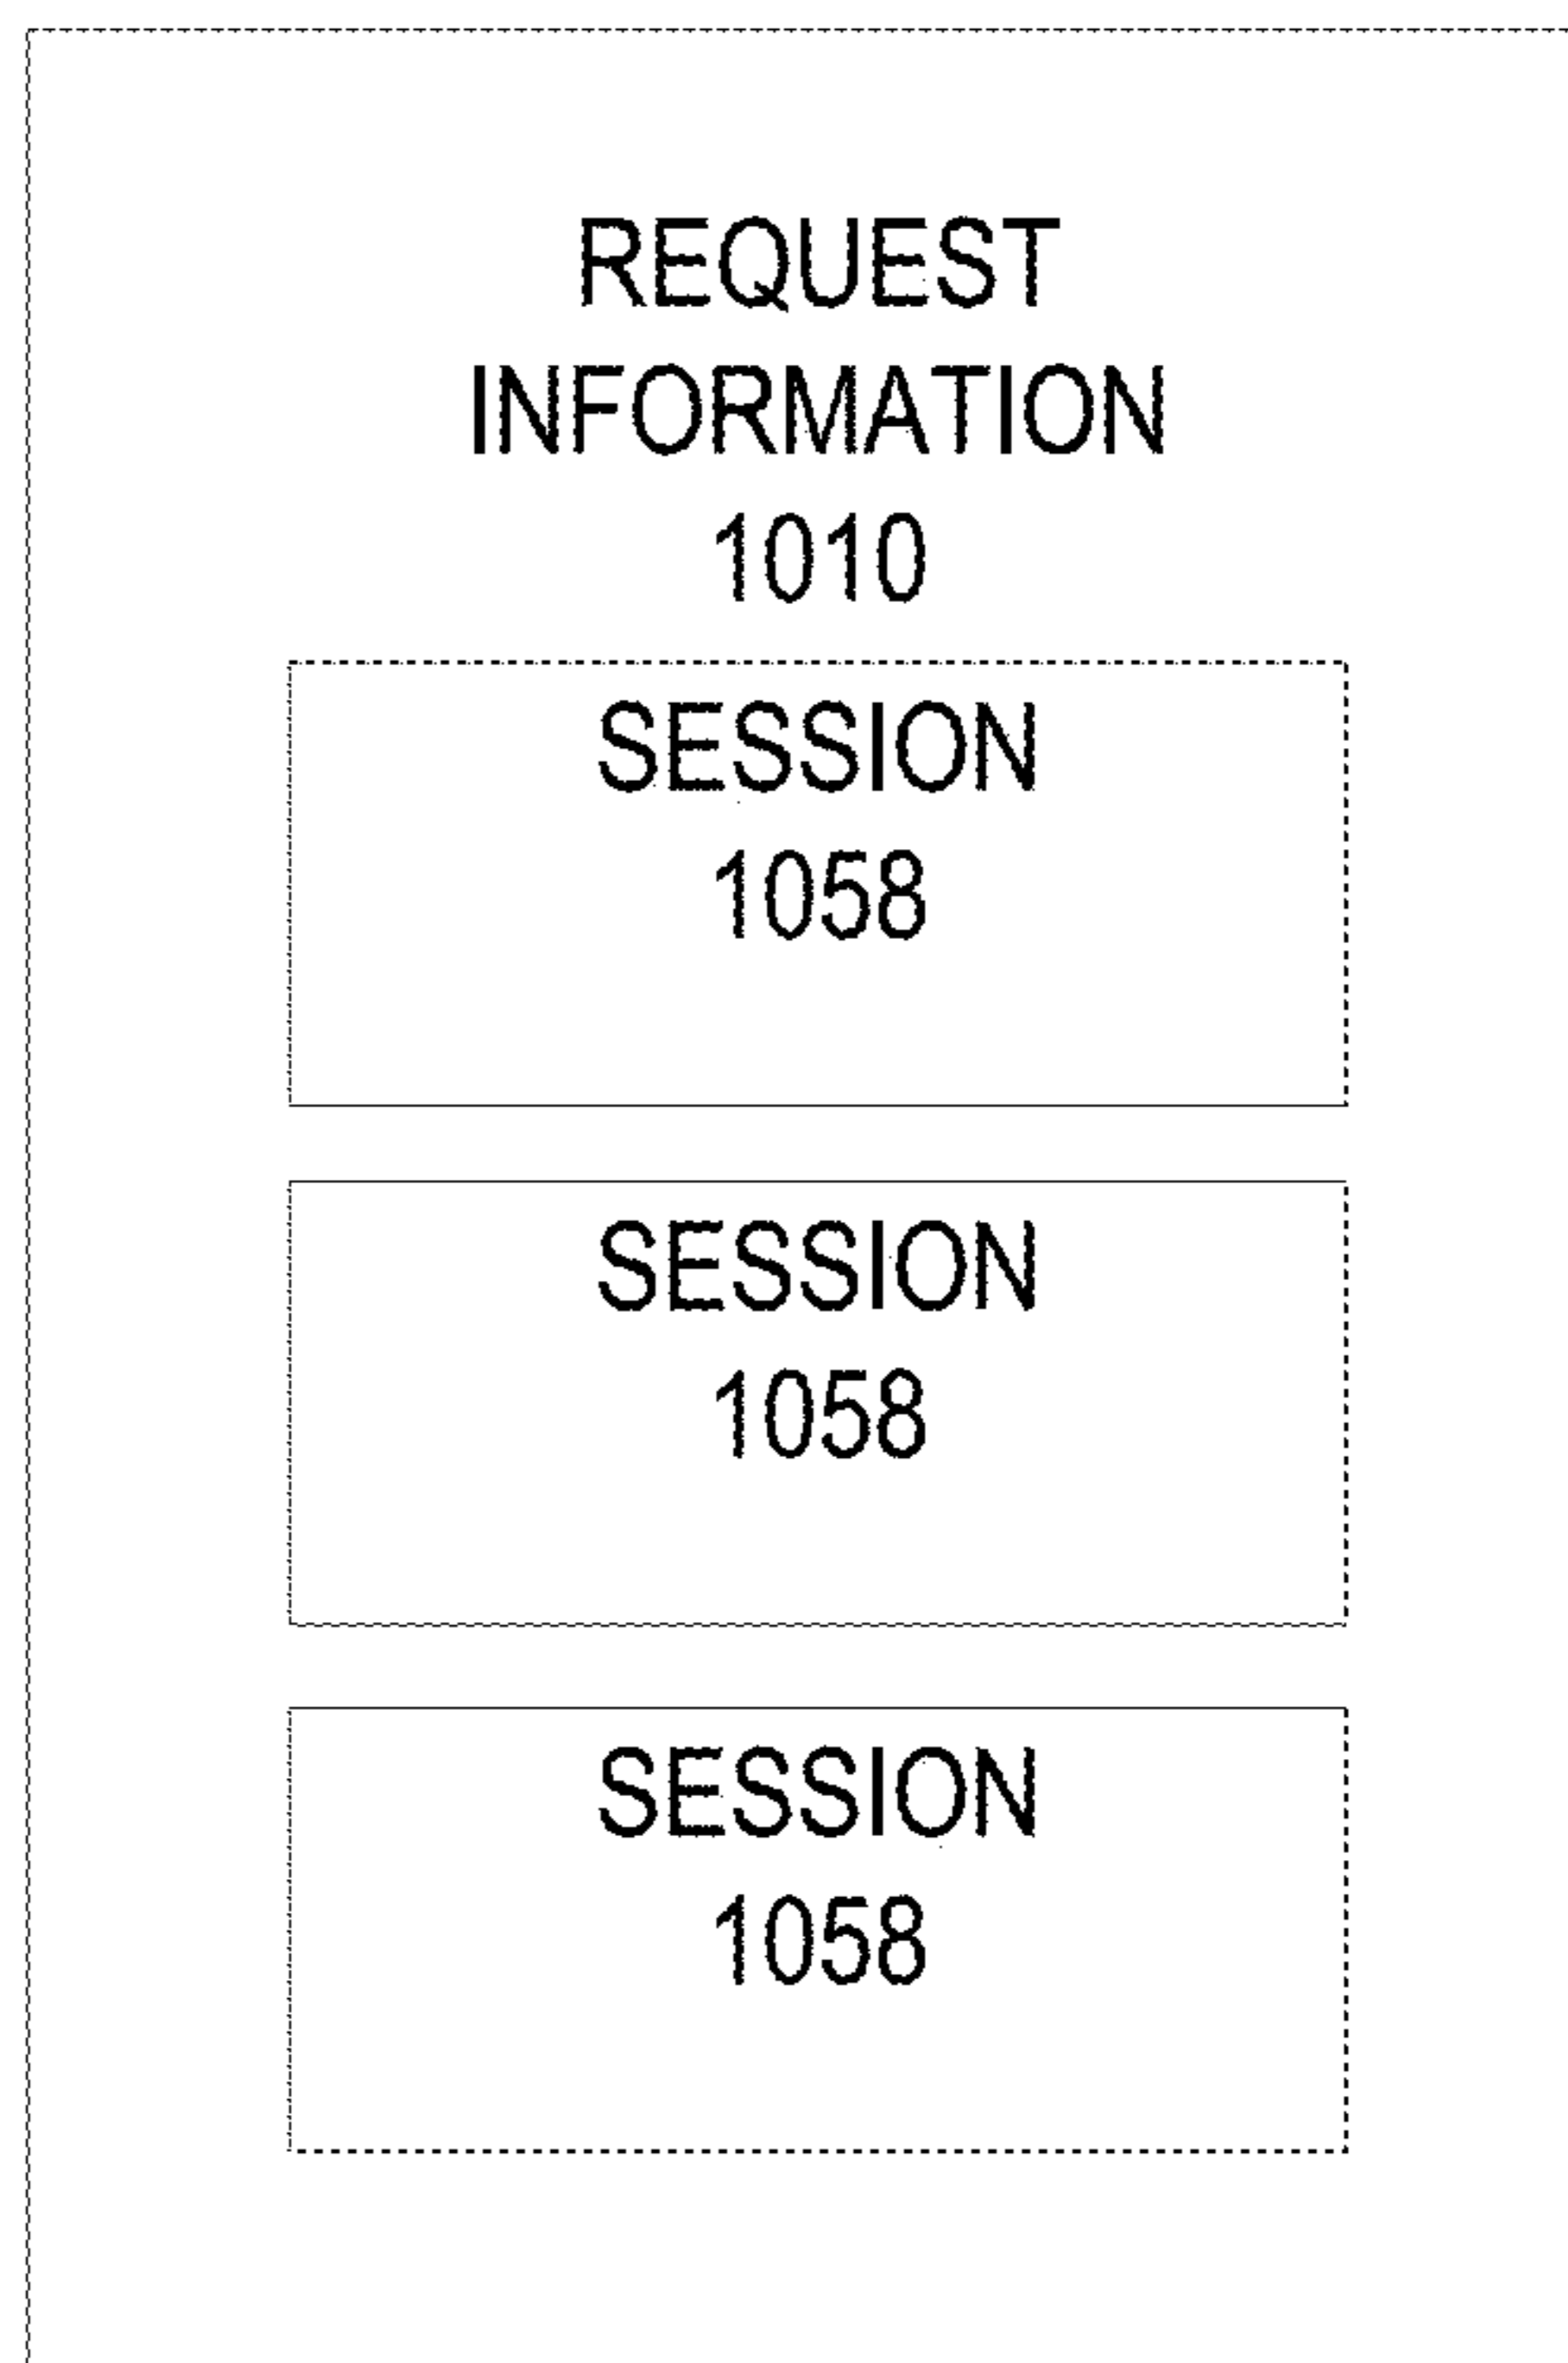 REQUEST
INFORMATION
1010
SESSION
1058
SESSION
1058
SESSION
1058